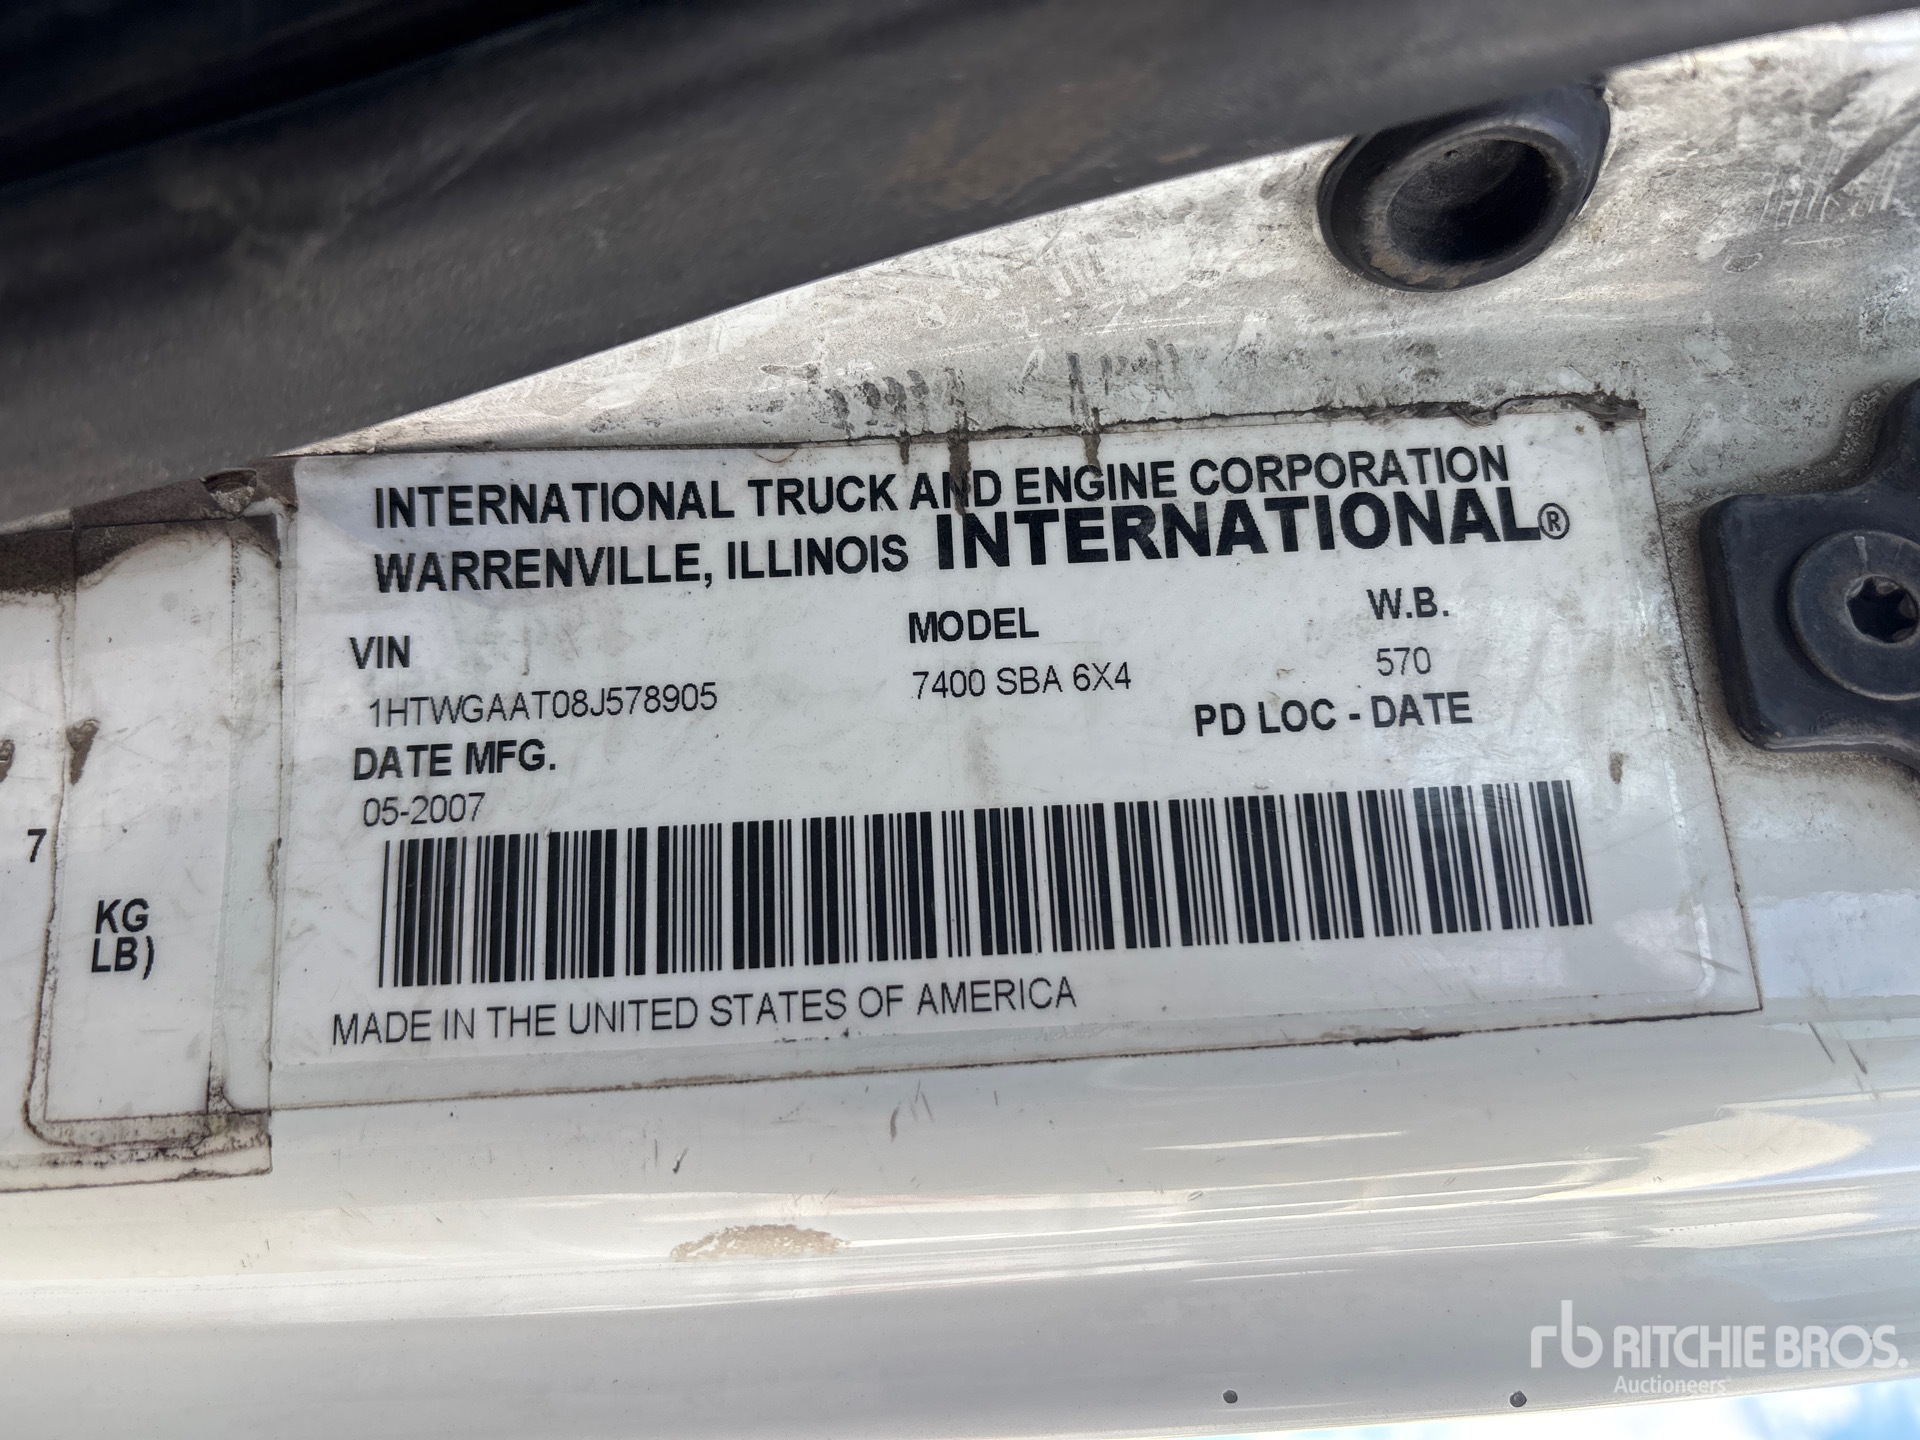 INTERNATIONAL TRUCK AND ENGINE CORPORATION
WARRENVILLE, ILLINOIS INTERNATIONAL®
VIN MODEL W.B.
1HTWGAAT08J578905 7400 SBA 6X4 570
DATE MFG. PD LOC - DATE
05-2007
7
KG
LB)
MADE IN THE UNITED STATES OF AMERICA
rb RITCHIE BROS.
Auctioneers